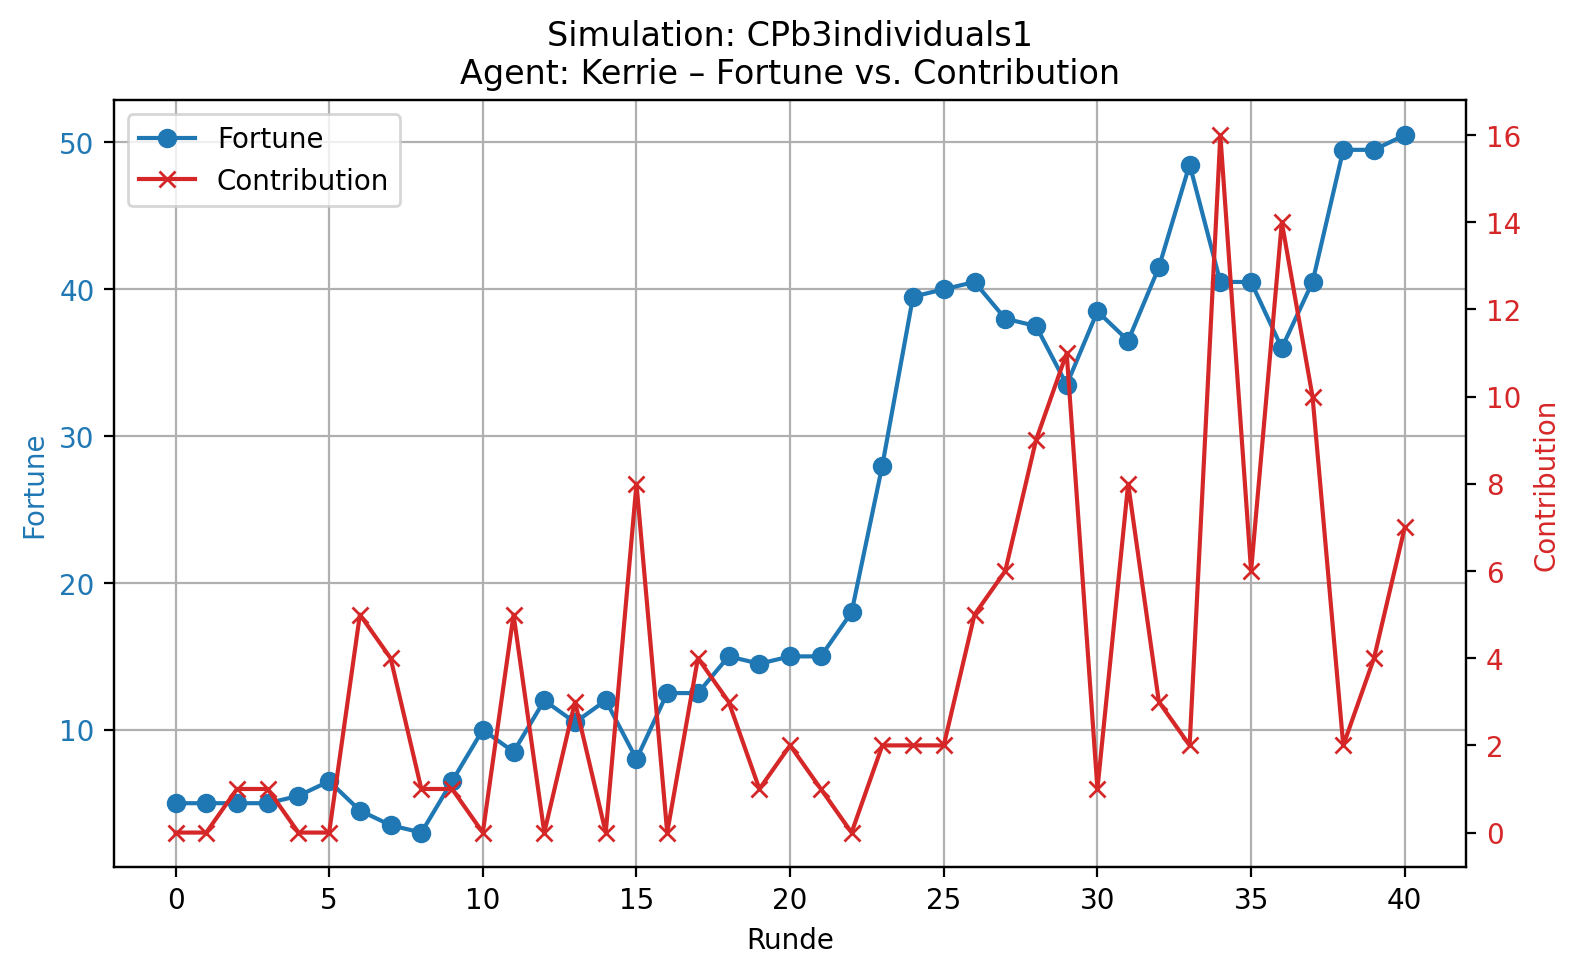 Simulation: CPb3individuals1
Agent: Kerrie – Fortune vs. Contribution
Fortune
Contribution
50
40
30
20
10
Fortune
16
14
12
10
8
6
4
2
0
Contribution
0 5 10 15 20 25 30 35 40
Runde